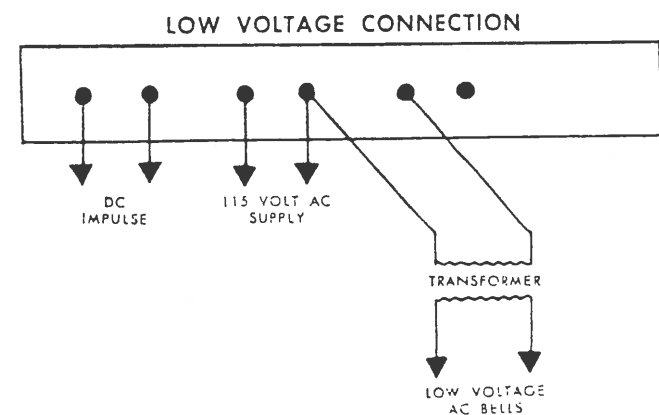 LOW VOLTAGE CONNECTION
DC
IMPULSE
115 VOLT AC
SUPPLY
TRANSFORMER
LOW VOLTAGE
AC BELLS